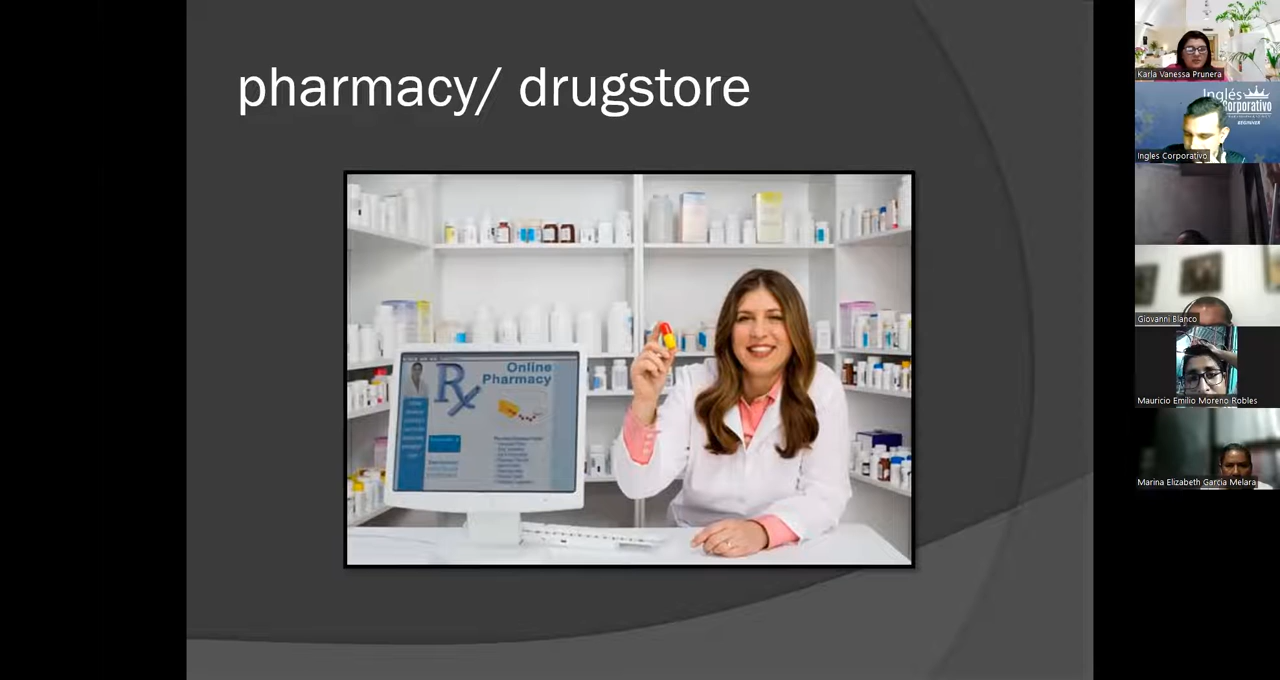 pharmacy/ drugstore
Online
Pharmacy
Rx
Karla Vanessa Prunera
Inglés
Corporativo
BEGINNER
Ingles Corporativo
Giovanni Blanco
Mauricio Emilio Moreno Robles
Marina Elizabeth Garcia Melara